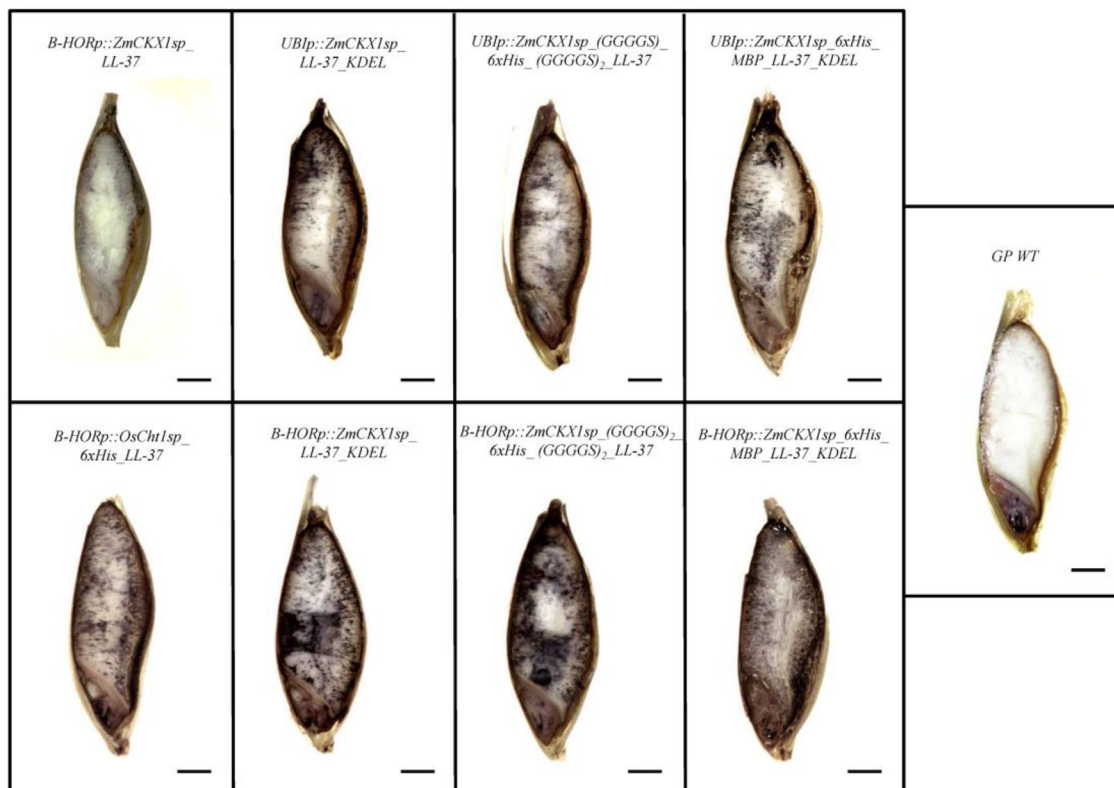 B-HORp::ZmCKX1sp_
LL-37
UBIp::ZmCKX1sp_
LL-37_KDEL
UBIp::ZmCKX1sp_(GGGGS)_
6xHis_(GGGGS)2_LL-37
UBIp::ZmCKX1sp_6xHis_
MBP_LL-37_KDEL
GP WT
B-HORp::OsCht1sp_
6xHis_LL-37
B-HORp::ZmCKX1sp_
LL-37_KDEL
B-HORp::ZmCKX1sp_(GGGGS)2_
6xHis_(GGGGS)2_LL-37
B-HORp::ZmCKX1sp_6xHis_
MBP_LL-37_KDEL